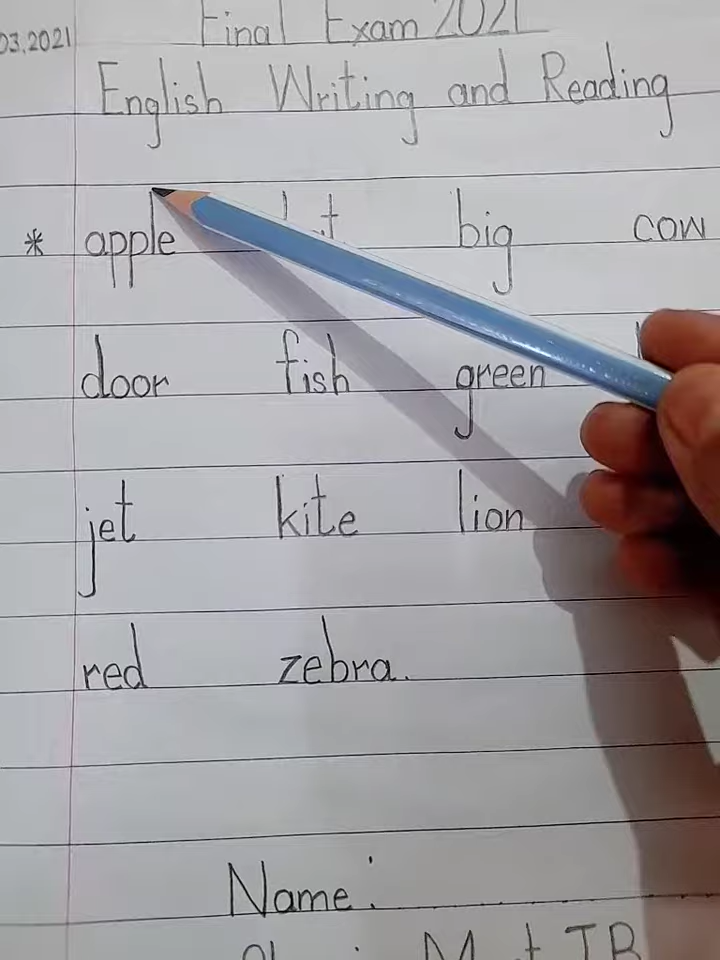 03.2021 Final Exam 2021
English Writing and Reading
* apple big cow
door fish green
jet kite lion
red zebra.
Name: